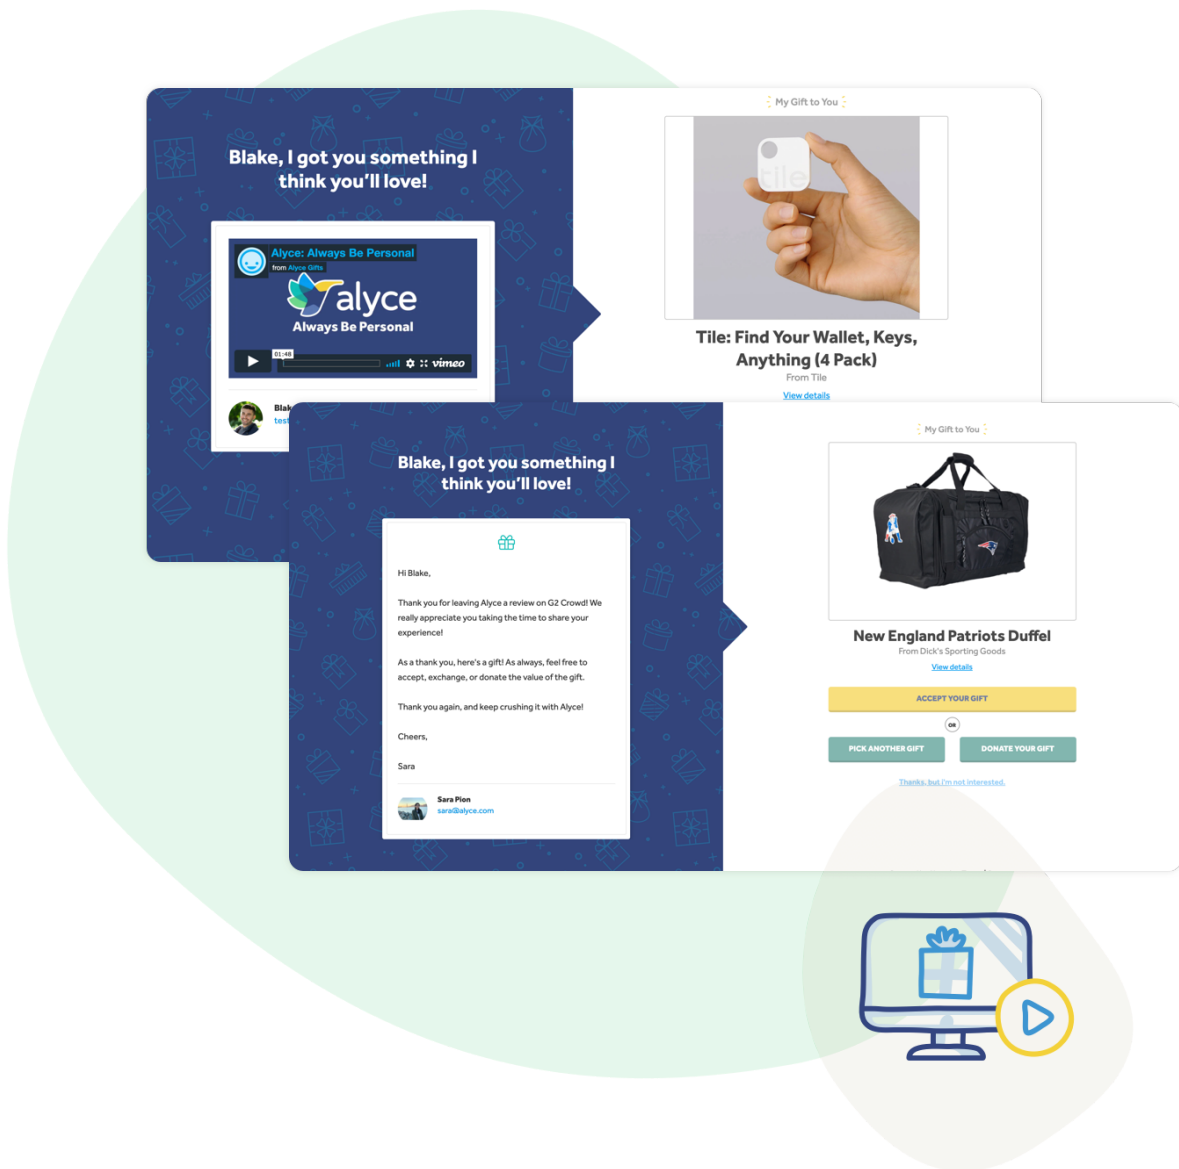 Blake, I got you something I
think you'll love!
Alyce: Always Be Personal
from Alyce Gifts
alyce
Always Be Personal
01:48
vimeo
Blak
test
My Gift to You
tile
Tile: Find Your Wallet, Keys,
Anything (4 Pack)
From Tile
View details
Blake, I got you something I
think you'll love!
Hi Blake,
Thank you for leaving Alyce a review on G2 Crowd! We
really appreciate you taking the time to share your
experience!
As a thank you, here's a gift! As always, feel free to
accept, exchange, or donate the value of the gift.
Thank you again, and keep crushing it with Alyce!
Cheers,
Sara
Sara Pion
sara@alyce.com
My Gift to You
New England Patriots Duffel
From Dick's Sporting Goods
View details
ACCEPT YOUR GIFT
OR
PICK ANOTHER GIFT
DONATE YOUR GIFT
Thanks, but I'm not interested.